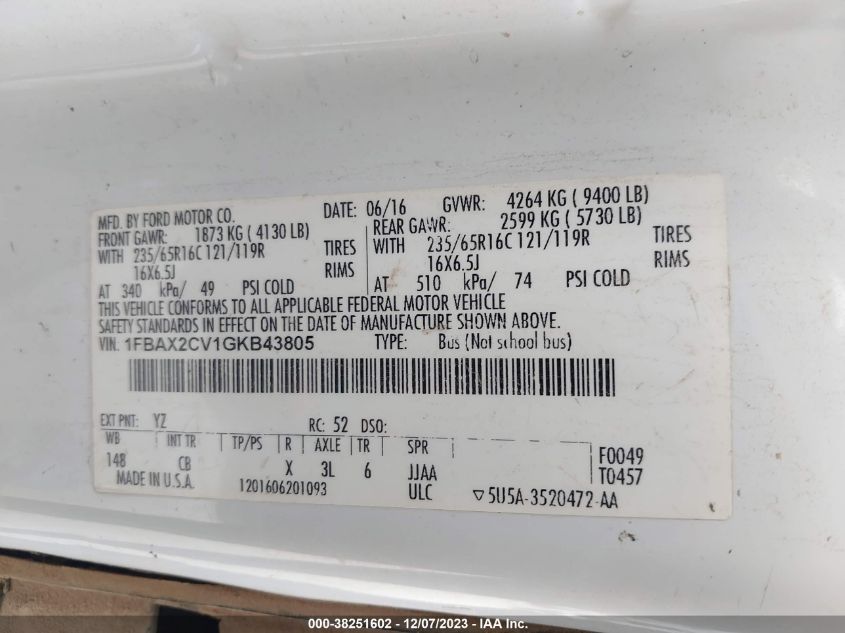 MFD. BY FORD MOTOR CO. DATE: 06/16 GVWR: 4264 KG ( 9400 LB)
FRONT GAWR: 1873 KG ( 4130 LB) REAR GAWR: 2599 KG ( 5730 LB)
WITH 235/65R16C 121/119R TIRES WITH 235/65R16C 121/119R TIRES
16X6.5J RIMS 16X6.5J RIMS
AT 340 kPa/ 49 PSI COLD AT 510 kPa/ 74 PSI COLD
THIS VEHICLE CONFORMS TO ALL APPLICABLE FEDERAL MOTOR VEHICLE
SAFETY STANDARDS IN EFFECT ON THE DATE OF MANUFACTURE SHOWN ABOVE.
VIN: 1FBAX2CV1GKB43805 TYPE: Bus (Not school bus)
EXT PNT: YZ RC: 52 DSO:
WB INT TR TP/PS R AXLE TR SPR F0049
148 CB X 3L 6 JJAA T0457
MADE IN U.S.A. 1201606201093 ULC ▽5U5A-3520472-AA
000-38251602 - 12/07/2023 - IAA Inc.